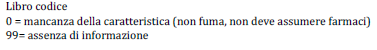 Libro codice
0 = mancanza della caratteristica (non fuma, non deve assumere farmaci)
99= assenza di informazione